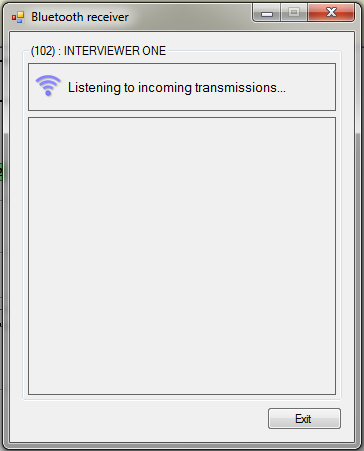 Bluetooth receiver
(102) : INTERVIEWER ONE
Listening to incoming transmissions...
Exit